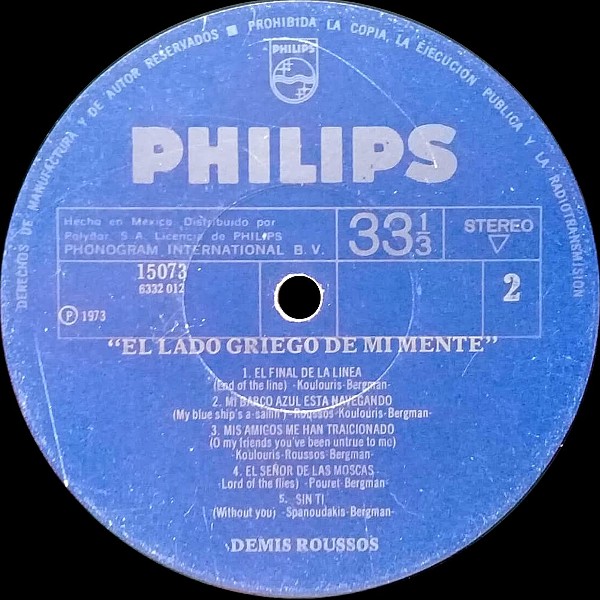 DERECHOS DE MANUFACTURA Y DE AUTOR RESERVADOS ■ PROHIBIDA LA COPIA, LA EJECUCIÓN PUBLICA Y LA RADIOTRANSMISION
PHILIPS
PHILIPS
Hecho en México. Distribuido por
Polydor S. A. Licencia de PHILIPS
PHONOGRAM INTERNATIONAL B. V.
33 1/3
STEREO
15073
6332 012
2
Ⓟ 1973
"EL LADO GRIEGO DE MI MENTE"
1. EL FINAL DE LA LINEA
(End of the line) -Koulouris-Bergman-
2. MI BARCO AZUL ESTA NAVEGANDO
(My blue ship's a-sailin') -Roussos-Koulouris-Bergman-
3. MIS AMIGOS ME HAN TRAICIONADO
(O my friends you've been untrue to me)
-Koulouris-Roussos-Bergman-
4. EL SEÑOR DE LAS MOSCAS
(Lord of the flies) -Pouret-Bergman-
5. SIN TI
(Without you) -Spanoudakis-Bergman-
DEMIS ROUSSOS